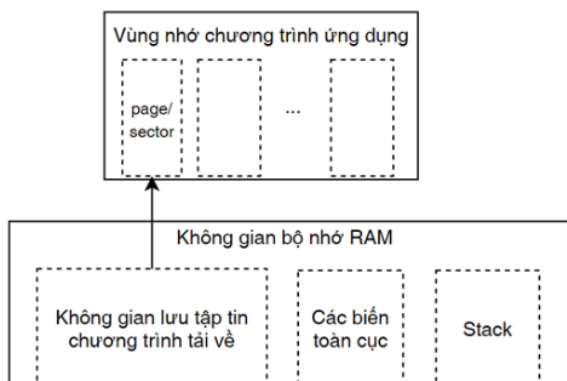 Vùng nhớ chương trình ứng dụng
page/
sector
...
Không gian bộ nhớ RAM
Không gian lưu tập tin
chương trình tải về
Các biến
toàn cục
Stack